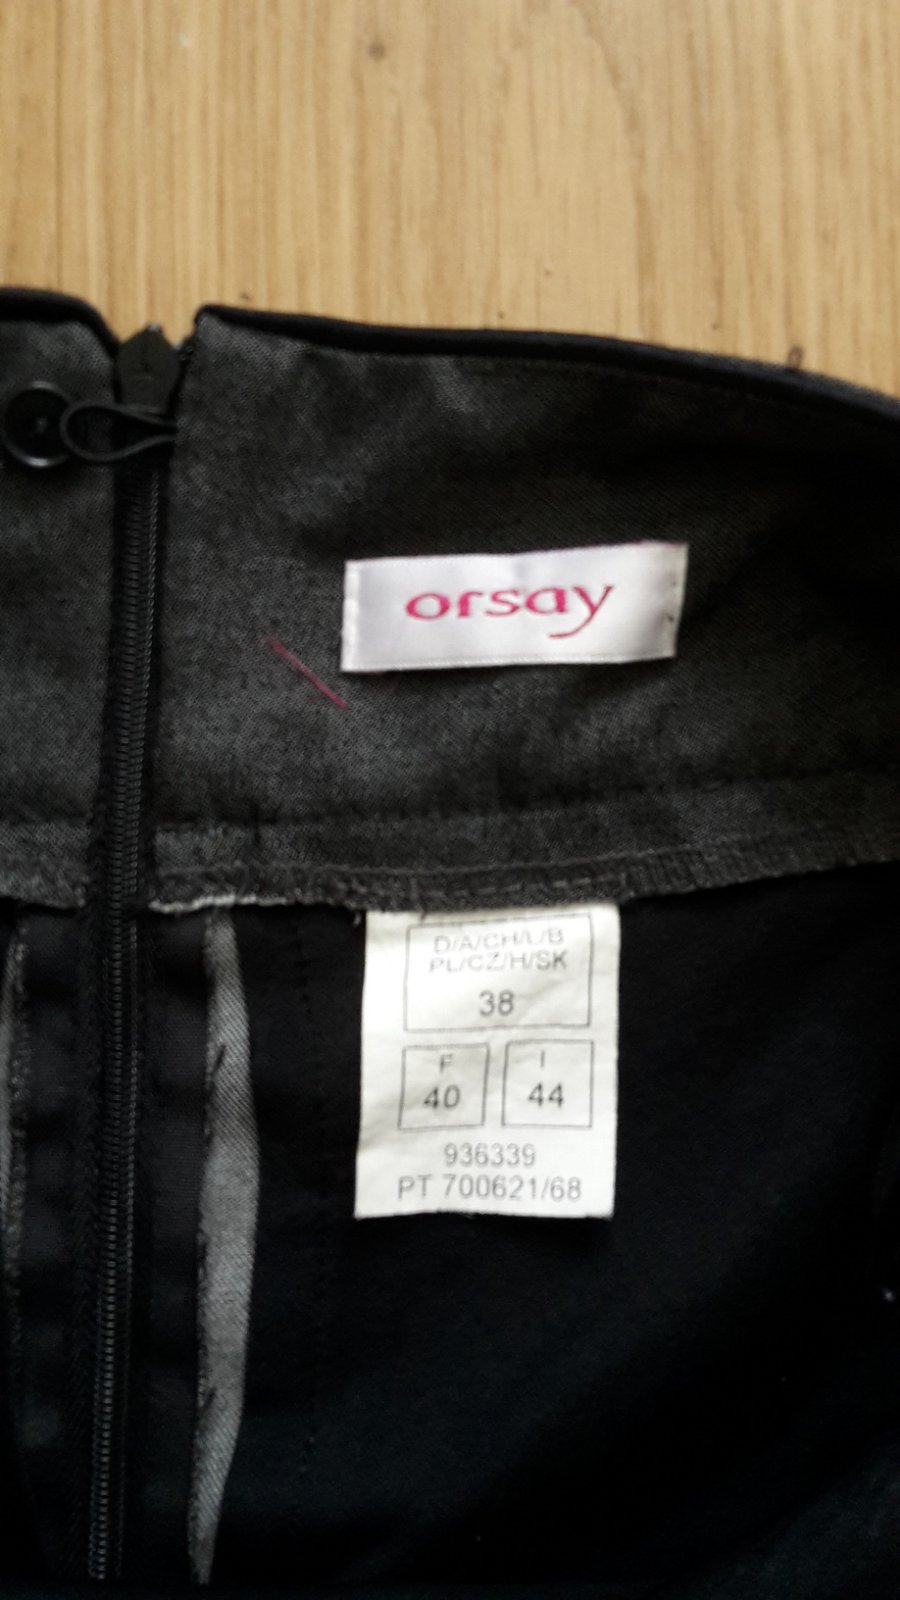 orsay
D/A/CH/L/B
PL/CZ/H/SK
38
F I
40 44
936339
PT 700621/68